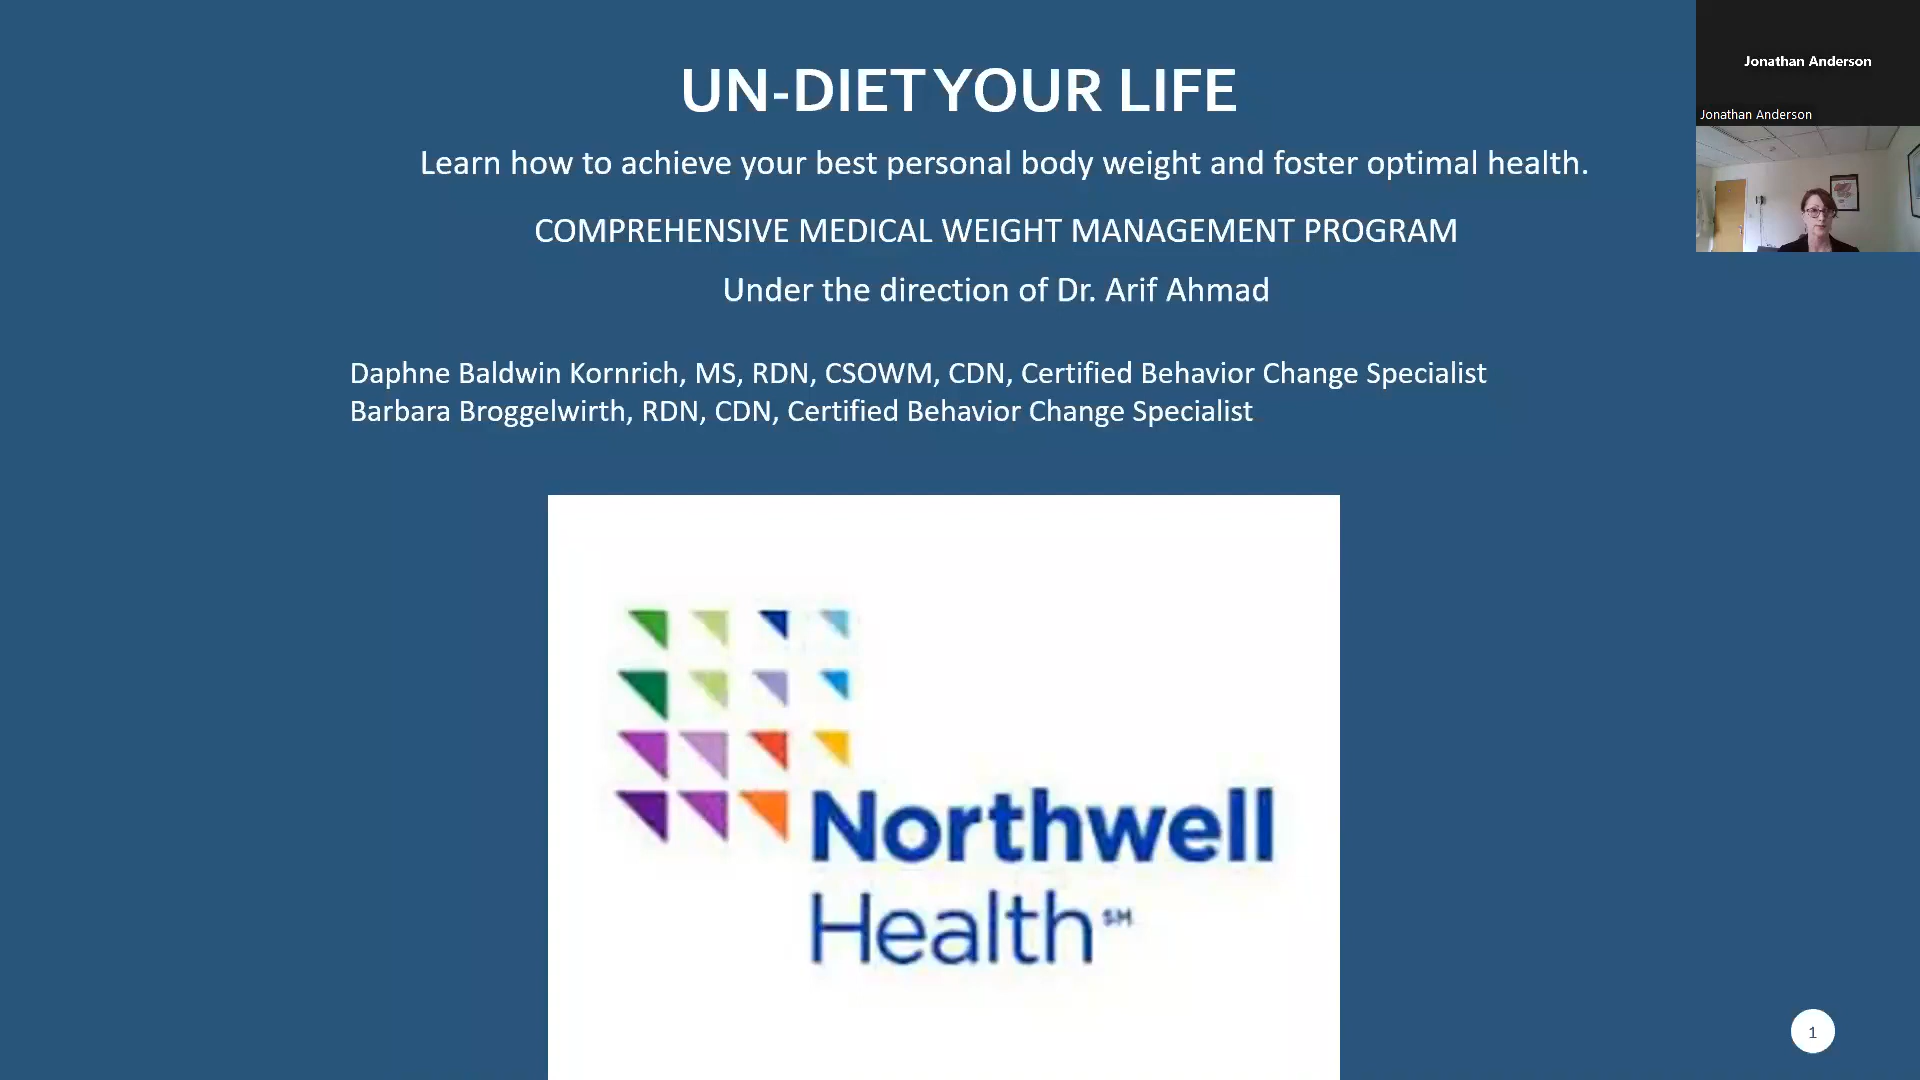 UN-DIET YOUR LIFE
Learn how to achieve your best personal body weight and foster optimal health.
COMPREHENSIVE MEDICAL WEIGHT MANAGEMENT PROGRAM
Under the direction of Dr. Arif Ahmad
Daphne Baldwin Kornrich, MS, RDN, CSOWM, CDN, Certified Behavior Change Specialist
Barbara Broggelwirth, RDN, CDN, Certified Behavior Change Specialist
Northwell
Health℠
1
Jonathan Anderson
Jonathan Anderson